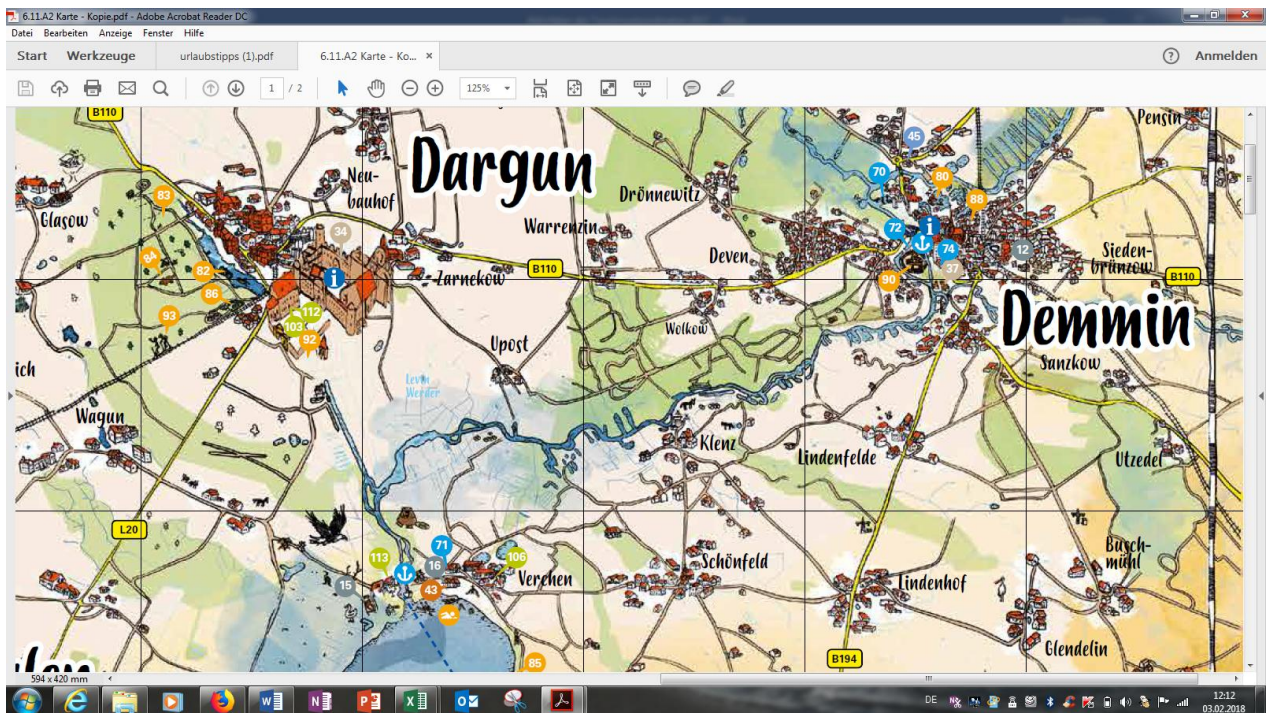 6.11.A2 Karte - Kopie.pdf - Adobe Acrobat Reader DC
Datei Bearbeiten Anzeige Fenster Hilfe
Start Werkzeuge urlaubstipps (1).pdf 6.11.A2 Karte - Ko... × ? Anmelden
1 / 2 125%
B110
Pensin
45
70
80
83
Neu-
bauhof
Dargun
Drönnewitz
88
Glasow
34
Warrenzin
72
i
74
12
Deven
37
Sieden-
brünzow
84
82
i
Zarnekow
B110
90
B110
86
93
112
103
92
Wolkow
Demmin
Upost
Sanzkow
ich
Levin
Werder
Wagun
Klenz
Lindenfelde
Utzedel
L20
71
113
16
106
15
43
Verchen
Schönfeld
Lindenhof
Busch-
mühl
Glendelin
85
B194
594 x 420 mm
DE
12:12
03.02.2018